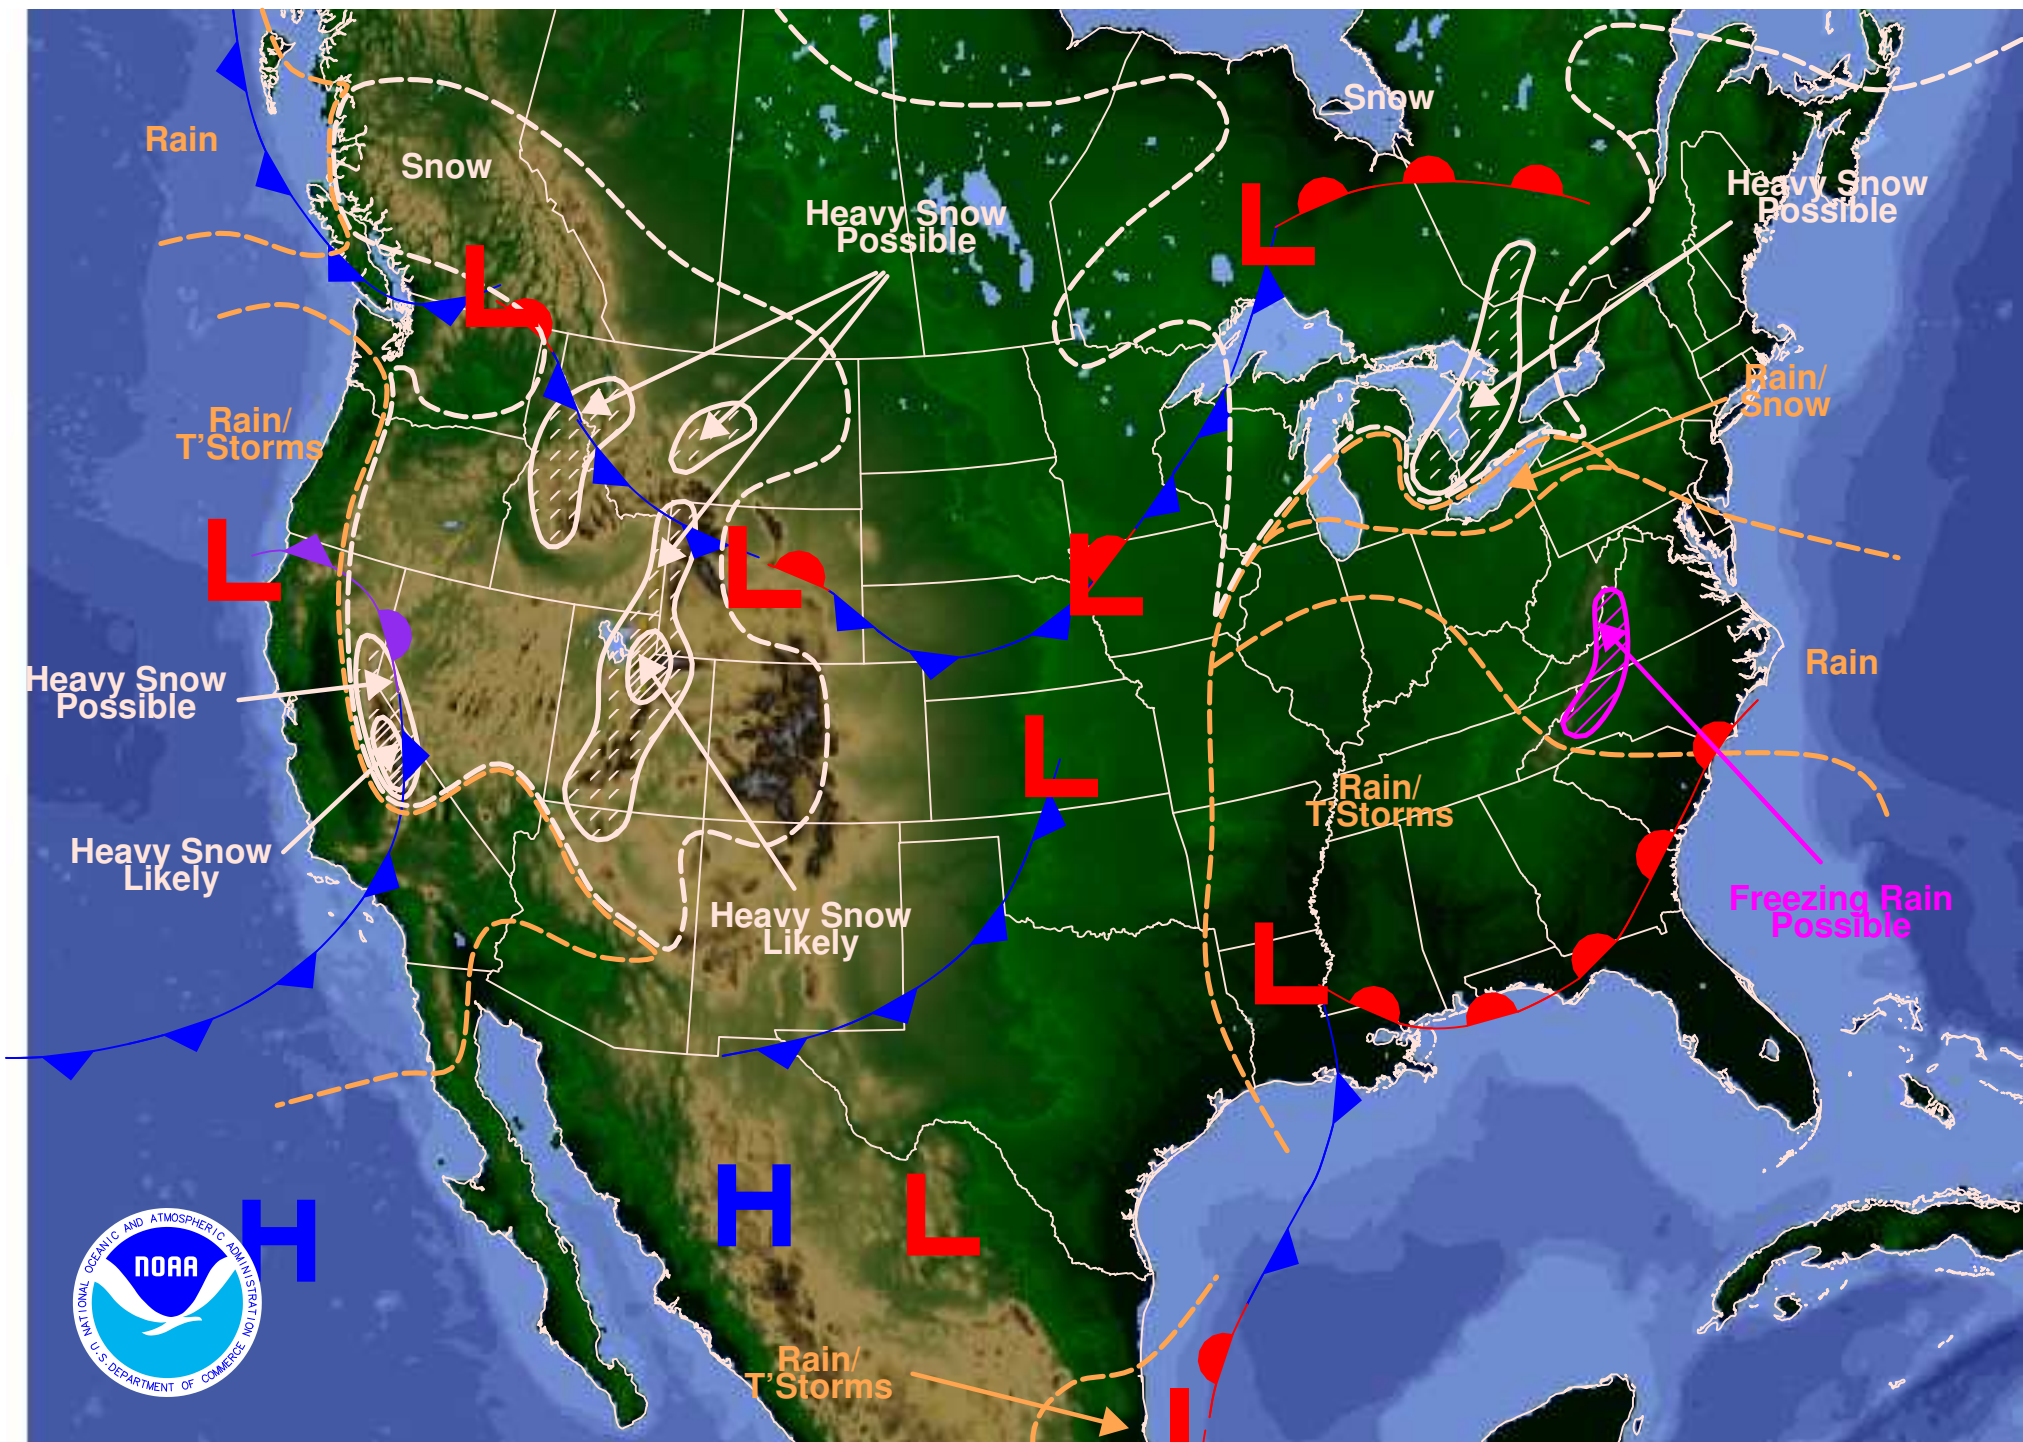 Snow
Rain
Snow
Heavy Snow
Possible
Heavy Snow
Possible
Rain/
T'Storms
Rain/
Snow
L
L
L
L
L
Heavy Snow
Possible
Rain
L
Rain/
T'Storms
Heavy Snow
Likely
Heavy Snow
Likely
Freezing Rain
Possible
L
H
L
H
NATIONAL OCEANIC AND ATMOSPHERIC ADMINISTRATION
NOAA
U.S. DEPARTMENT OF COMMERCE
Rain/
T'Storms
L